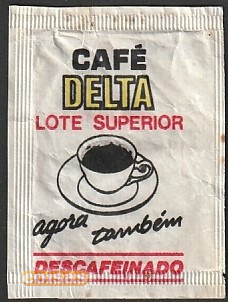 CAFÉ
DELTA
LOTE SUPERIOR
agora
também
DESCAFEINADO